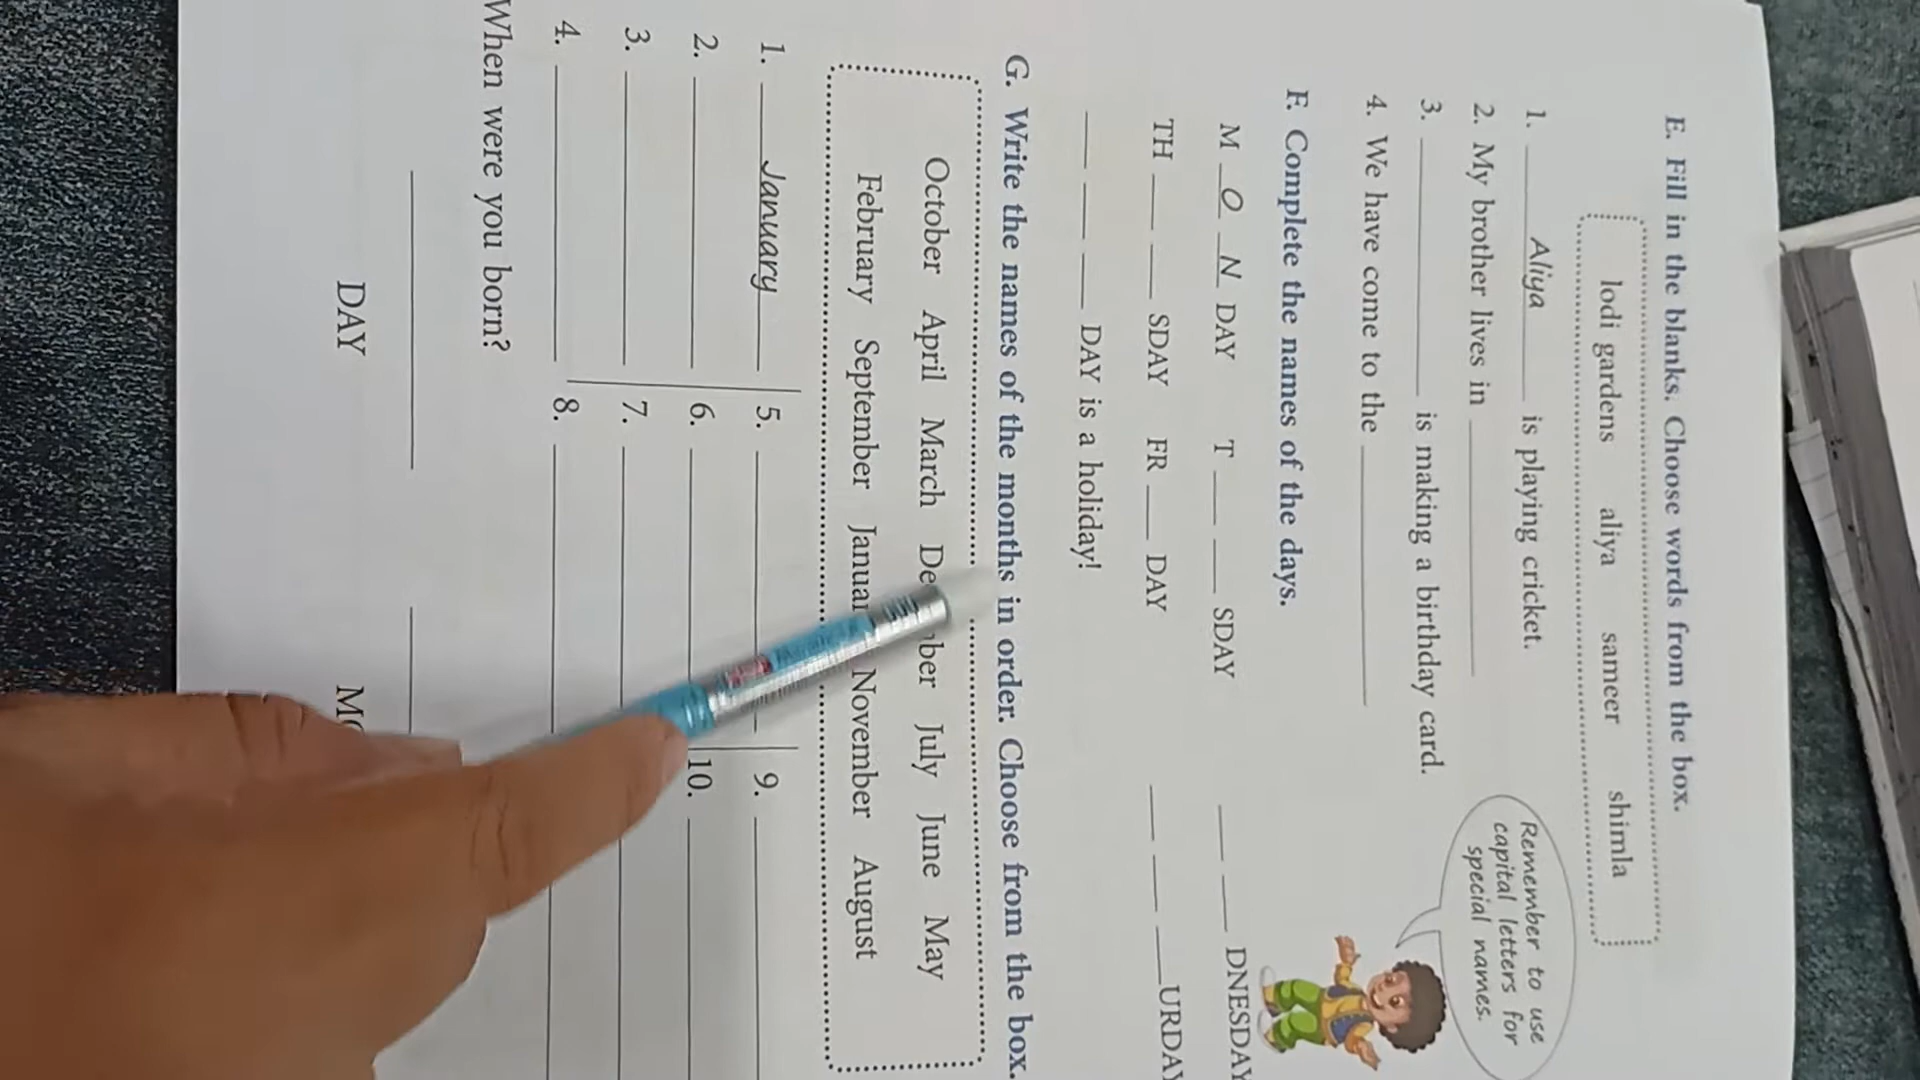 E. Fill in the blanks. Choose words from the box.
lodi gardens aliya sameer shimla
1. Aliya is playing cricket.
2. My brother lives in
3. is making a birthday card.
4. We have come to the
Remember to use
capital letters for
special names.
F. Complete the names of the days.
M O N DAY T SDAY DNESDAY
TH SDAY FR DAY URDAY
DAY is a holiday!
G. Write the names of the months in order. Choose from the box.
October April March July June May
February September November August
1. January 5. 9.
2. 6. 10.
3. 7.
4. 8.
When were you born?
DAY